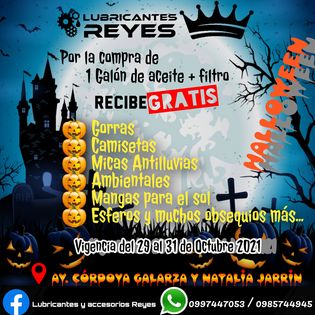 LUBRICANTES
REYES
Por la compra de
1 Galón de aceite + filtro
RECIBE GRATIS
HALLOWEEN
Gorras
Camisetas
Micas Antilluvias
Ambientales
Mangas para el sol
Esferos y muchos obsequios más...
+
Vigencia del 29 al 31 de Octubre 2021
AV. CÓRDOVA GALARZA Y NATALIA JARRÍN
Lubricantes y accesorios Reyes
0997447053 / 0985744945